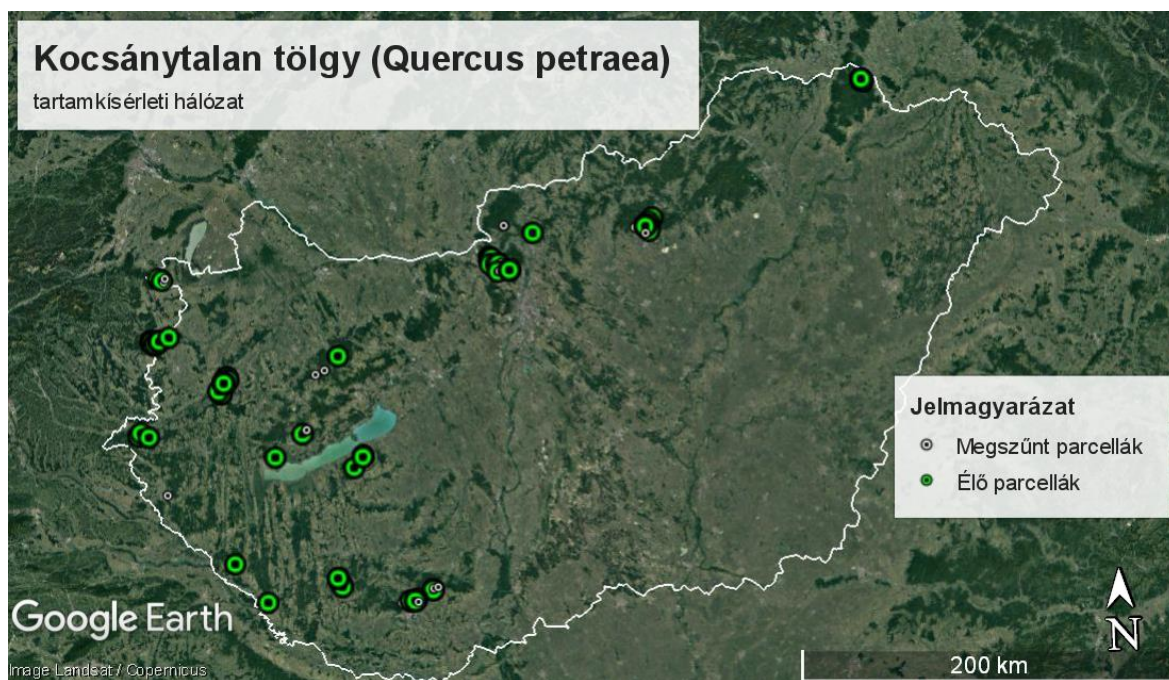 Kocsánytalan tölgy (Quercus petraea)
tartamkísérleti hálózat
Jelmagyarázat
Megszűnt parcellák
Élő parcellák
Google Earth
Image Landsat / Copernicus
N
200 km